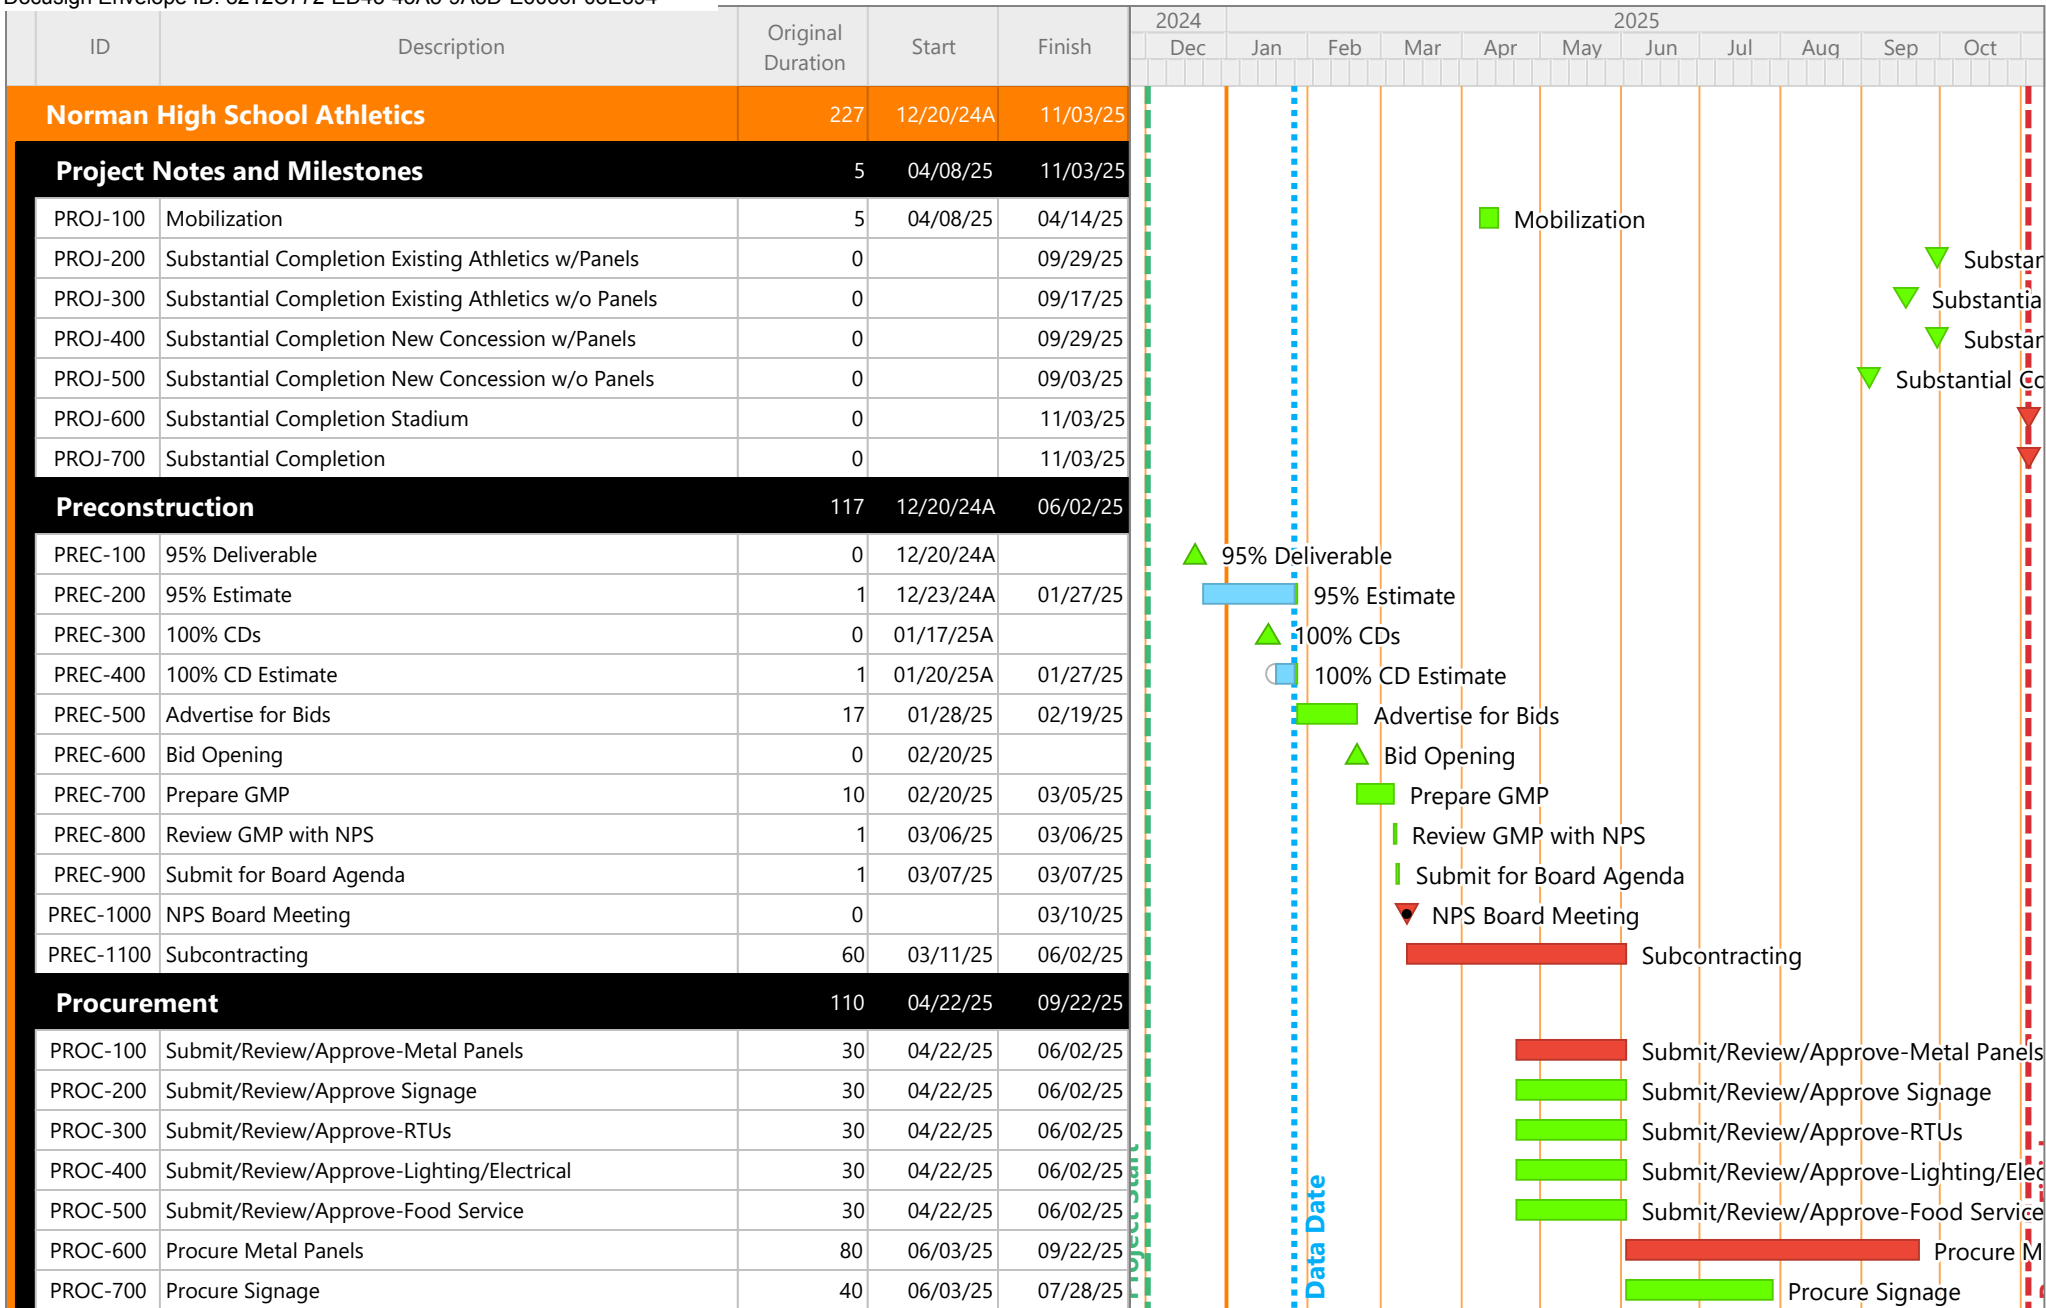 ID Description Original Duration Start Finish
2024 2025
Dec Jan Feb Mar Apr May Jun Jul Aug Sep Oct
Norman High School Athletics 227 12/20/24A 11/03/25
Project Notes and Milestones 5 04/08/25 11/03/25
PROJ-100 Mobilization 5 04/08/25 04/14/25 Mobilization
PROJ-200 Substantial Completion Existing Athletics w/Panels 0 09/29/25 Substan
PROJ-300 Substantial Completion Existing Athletics w/o Panels 0 09/17/25 Substantia
PROJ-400 Substantial Completion New Concession w/Panels 0 09/29/25 Substan
PROJ-500 Substantial Completion New Concession w/o Panels 0 09/03/25 Substantial Co
PROJ-600 Substantial Completion Stadium 0 11/03/25
PROJ-700 Substantial Completion 0 11/03/25
Preconstruction 117 12/20/24A 06/02/25
PREC-100 95% Deliverable 0 12/20/24A 95% Deliverable
PREC-200 95% Estimate 1 12/23/24A 01/27/25 95% Estimate
PREC-300 100% CDs 0 01/17/25A 100% CDs
PREC-400 100% CD Estimate 1 01/20/25A 01/27/25 100% CD Estimate
PREC-500 Advertise for Bids 17 01/28/25 02/19/25 Advertise for Bids
PREC-600 Bid Opening 0 02/20/25 Bid Opening
PREC-700 Prepare GMP 10 02/20/25 03/05/25 Prepare GMP
PREC-800 Review GMP with NPS 1 03/06/25 03/06/25 Review GMP with NPS
PREC-900 Submit for Board Agenda 1 03/07/25 03/07/25 Submit for Board Agenda
PREC-1000 NPS Board Meeting 0 03/10/25 NPS Board Meeting
PREC-1100 Subcontracting 60 03/11/25 06/02/25 Subcontracting
Procurement 110 04/22/25 09/22/25
PROC-100 Submit/Review/Approve-Metal Panels 30 04/22/25 06/02/25 Submit/Review/Approve-Metal Panels
PROC-200 Submit/Review/Approve Signage 30 04/22/25 06/02/25 Submit/Review/Approve Signage
PROC-300 Submit/Review/Approve-RTUs 30 04/22/25 06/02/25 Submit/Review/Approve-RTUs
PROC-400 Submit/Review/Approve-Lighting/Electrical 30 04/22/25 06/02/25 Submit/Review/Approve-Lighting/Elec
PROC-500 Submit/Review/Approve-Food Service 30 04/22/25 06/02/25 Submit/Review/Approve-Food Service
PROC-600 Procure Metal Panels 80 06/03/25 09/22/25 Procure M
PROC-700 Procure Signage 40 06/03/25 07/28/25 Procure Signage
Project Start
Data Date